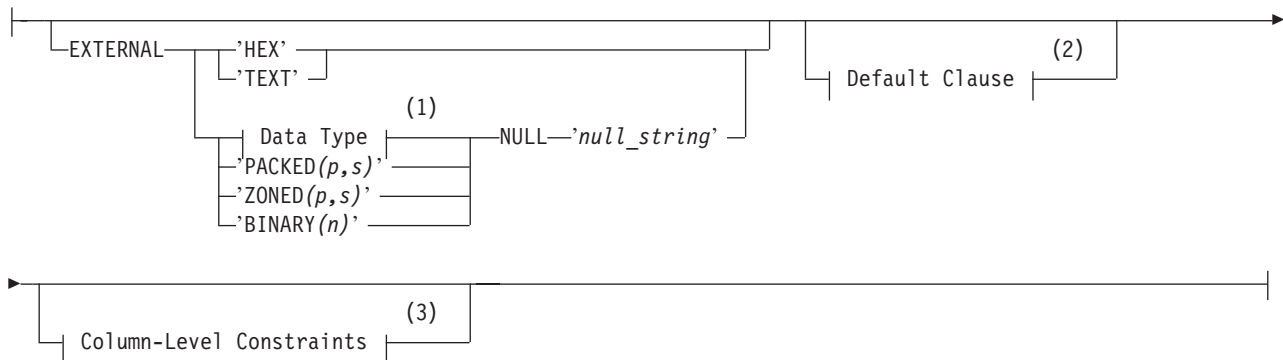 EXTERNAL ’HEX’
’TEXT’
(2)
Default Clause
(1)
Data Type NULL ’null_string’
’PACKED(p,s)’
’ZONED(p,s)’
’BINARY(n)’
(3)
Column-Level Constraints